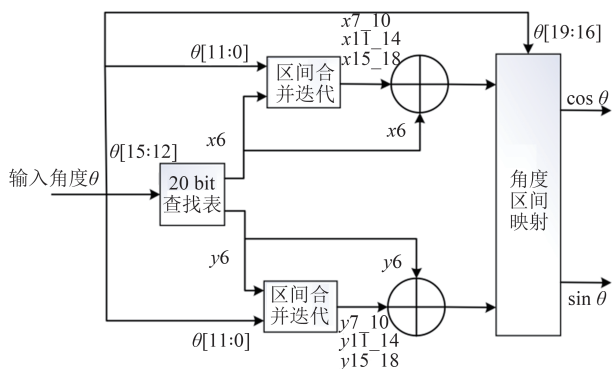 x7_10
x11_14
x15_18
θ[19:16]
θ[11:0]
区间合
并迭代
cos θ
x6
x6
θ[15:12]
输入角度θ
20 bit
查找表
角度
区间
映射
y6
y6
区间合
并迭代
sin θ
y7_10
y11_14
y15_18
θ[11:0]